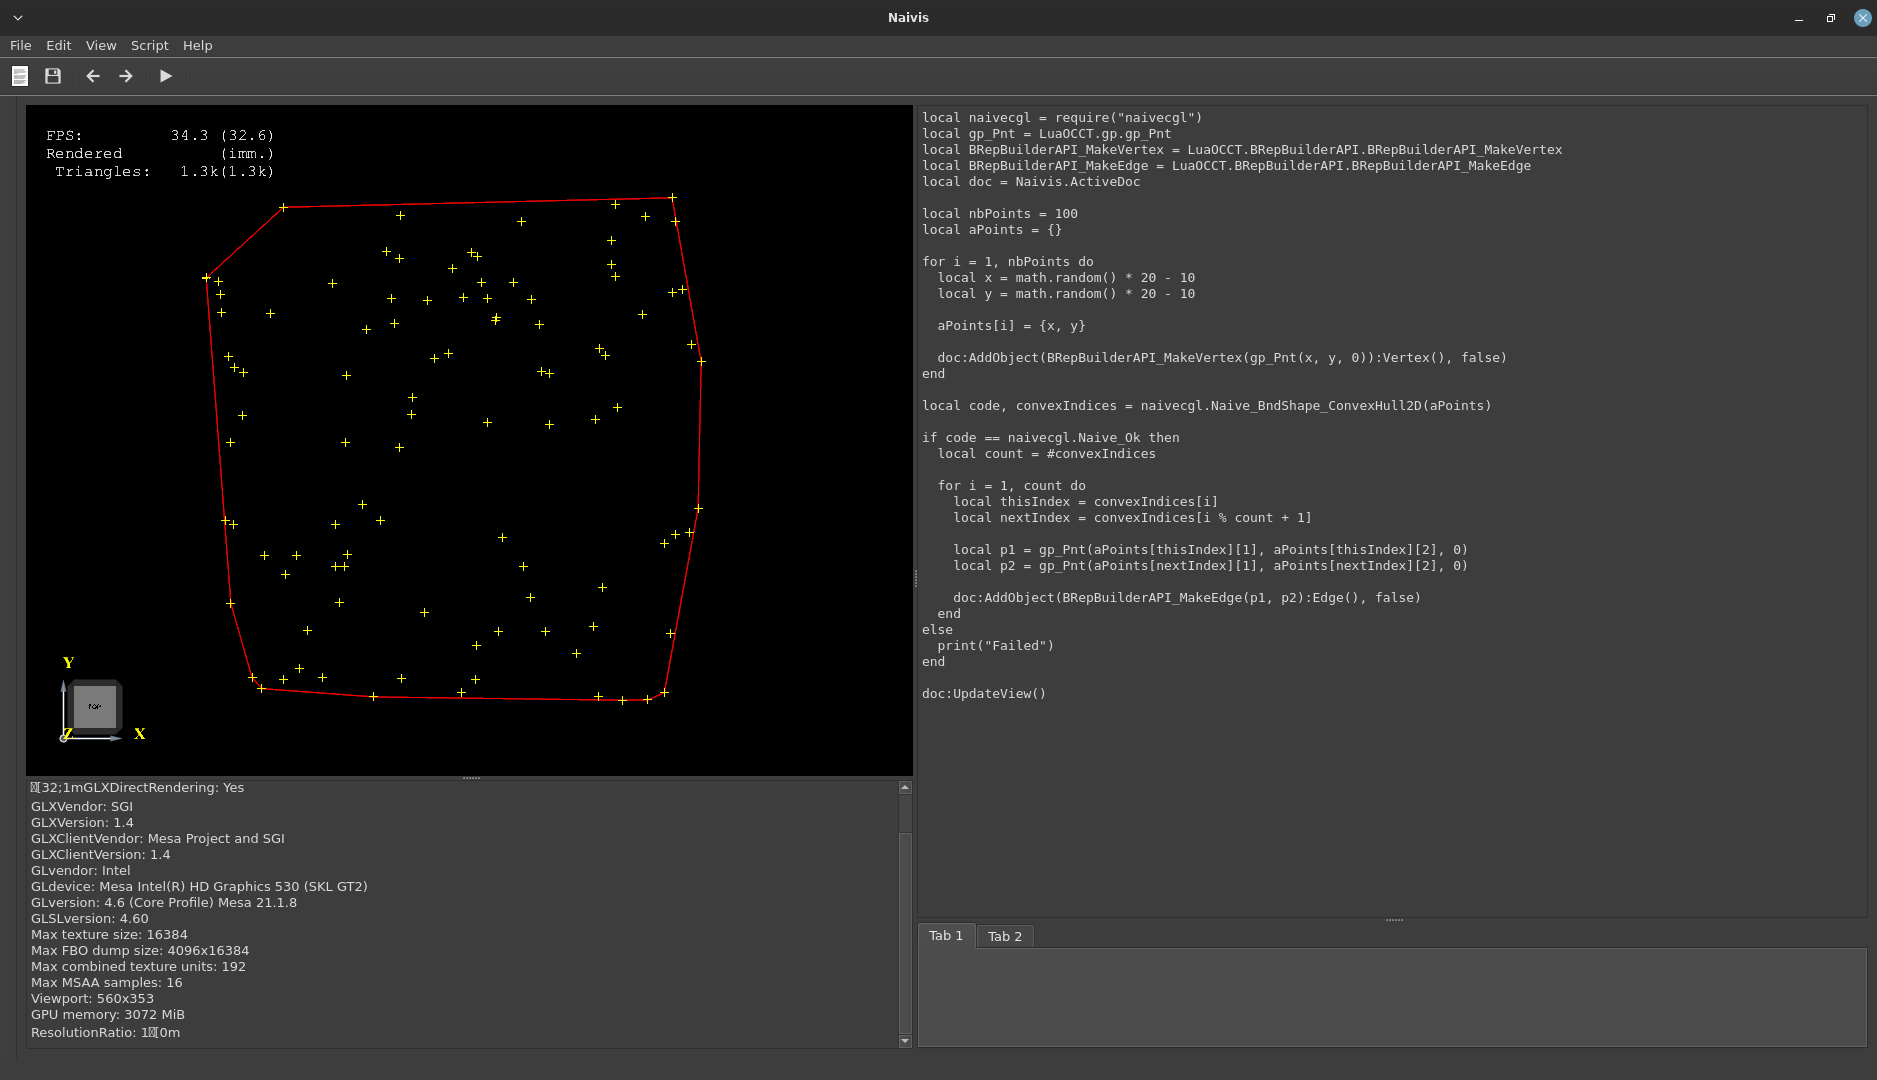 Naivis
File Edit View Script Help
FPS: 34.3 (32.6)
Rendered (imm.)
Triangles: 1.3k(1.3k)
Y
TOP
Z X
local naivecgl = require("naivecgl")
local gp_Pnt = LuaOCCT.gp.gp_Pnt
local BRepBuilderAPI_MakeVertex = LuaOCCT.BRepBuilderAPI.BRepBuilderAPI_MakeVertex
local BRepBuilderAPI_MakeEdge = LuaOCCT.BRepBuilderAPI.BRepBuilderAPI_MakeEdge
local doc = Naivis.ActiveDoc

local nbPoints = 100
local aPoints = {}

for i = 1, nbPoints do
  local x = math.random() * 20 - 10
  local y = math.random() * 20 - 10

  aPoints[i] = {x, y}

  doc:AddObject(BRepBuilderAPI_MakeVertex(gp_Pnt(x, y, 0)):Vertex(), false)
end

local code, convexIndices = naivecgl.Naive_BndShape_ConvexHull2D(aPoints)

if code == naivecgl.Naive_Ok then
  local count = #convexIndices

  for i = 1, count do
    local thisIndex = convexIndices[i]
    local nextIndex = convexIndices[i % count + 1]

    local p1 = gp_Pnt(aPoints[thisIndex][1], aPoints[thisIndex][2], 0)
    local p2 = gp_Pnt(aPoints[nextIndex][1], aPoints[nextIndex][2], 0)

    doc:AddObject(BRepBuilderAPI_MakeEdge(p1, p2):Edge(), false)
  end
else
  print("Failed")
end

doc:UpdateView()
[32;1mGLXDirectRendering: Yes
GLXVendor: SGI
GLXVersion: 1.4
GLXClientVendor: Mesa Project and SGI
GLXClientVersion: 1.4
GLvendor: Intel
GLdevice: Mesa Intel(R) HD Graphics 530 (SKL GT2)
GLversion: 4.6 (Core Profile) Mesa 21.1.8
GLSLversion: 4.60
Max texture size: 16384
Max FBO dump size: 4096x16384
Max combined texture units: 192
Max MSAA samples: 16
Viewport: 560x353
GPU memory: 3072 MiB
ResolutionRatio: 1[0m
Tab 1 Tab 2